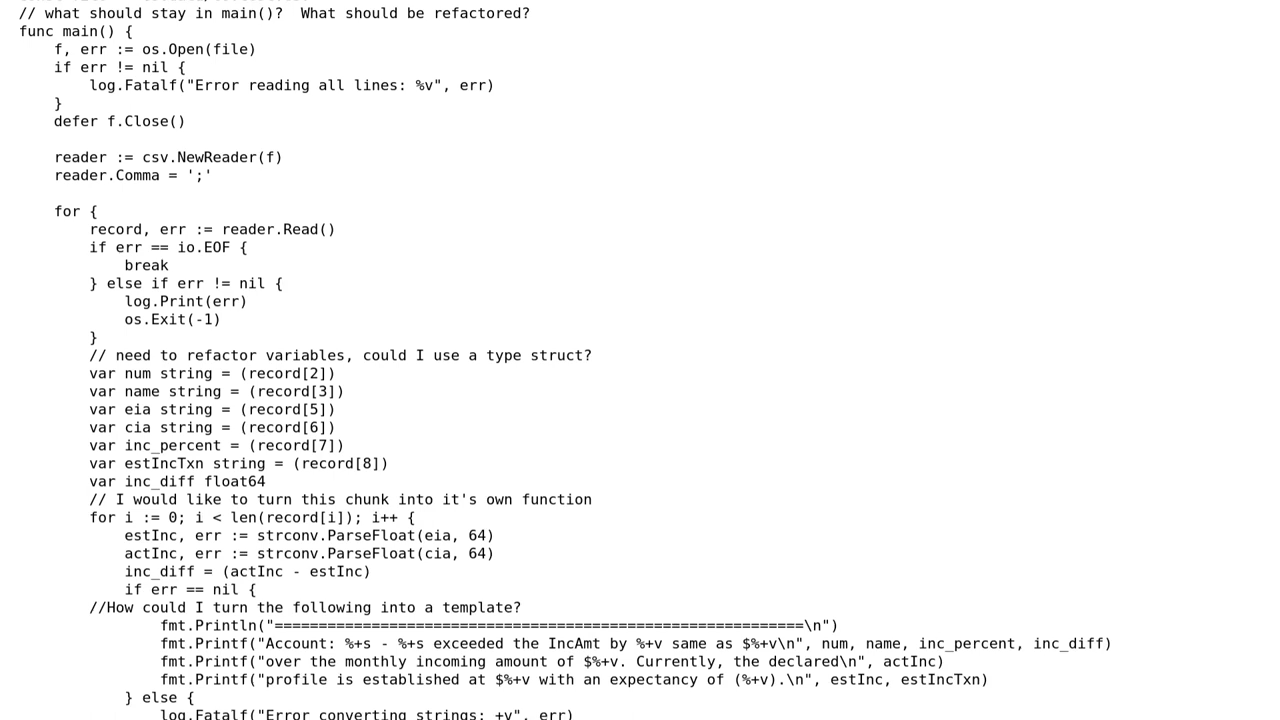 // what should stay in main()?  What should be refactored?
func main() {
    f, err := os.Open(file)
    if err != nil {
        log.Fatalf("Error reading all lines: %v", err)
    }
    defer f.Close()

    reader := csv.NewReader(f)
    reader.Comma = ';'

    for {
        record, err := reader.Read()
        if err == io.EOF {
            break
        } else if err != nil {
            log.Print(err)
            os.Exit(-1)
        }
        // need to refactor variables, could I use a type struct?
        var num string = (record[2])
        var name string = (record[3])
        var eia string = (record[5])
        var cia string = (record[6])
        var inc_percent = (record[7])
        var estIncTxn string = (record[8])
        var inc_diff float64
        // I would like to turn this chunk into it's own function
        for i := 0; i < len(record[i]); i++ {
            estInc, err := strconv.ParseFloat(eia, 64)
            actInc, err := strconv.ParseFloat(cia, 64)
            inc_diff = (actInc - estInc)
            if err == nil {
        //How could I turn the following into a template?
                fmt.Println("============================================================\n")
                fmt.Printf("Account: %+s - %+s exceeded the IncAmt by %+v same as $%+v\n", num, name, inc_percent, inc_diff)
                fmt.Printf("over the monthly incoming amount of $%+v. Currently, the declared\n", actInc)
                fmt.Printf("profile is established at $%+v with an expectancy of (%+v).\n", estInc, estIncTxn)
            } else {
                log.Fatalf("Error converting strings: +v", err)